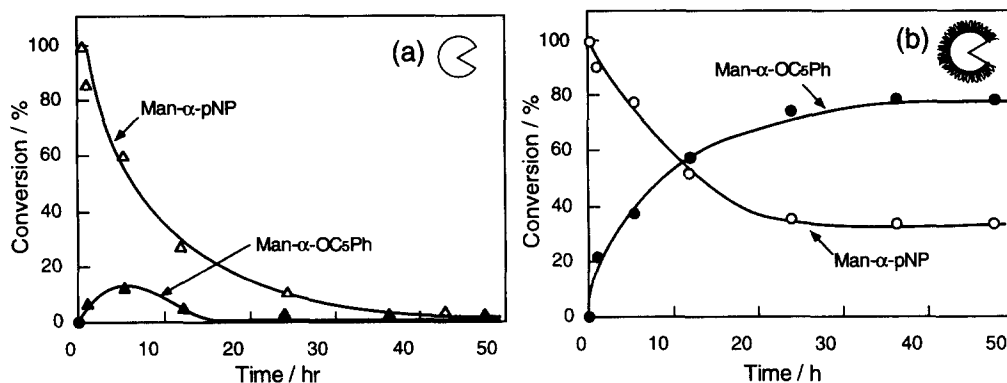 (a)
Conversion / %
100
80
60
40
20
0
Man-α-pNP
Man-α-OC₅Ph
0 10 20 30 40 50
Time / hr
(b)
Conversion / %
100
80
60
40
20
0
Man-α-OC₅Ph
Man-α-pNP
0 10 20 30 40 50
Time / h